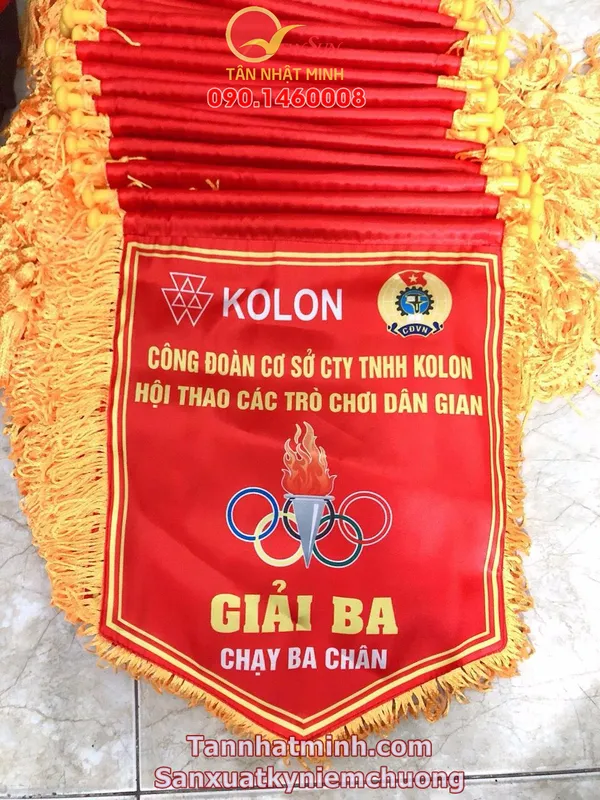 TÂN NHẬT MINH
090.1460008
KOLON
CĐVN
CÔNG ĐOÀN CƠ SỞ CTY TNHH KOLON
HỘI THAO CÁC TRÒ CHƠI DÂN GIAN
GIẢI BA
CHẠY BA CHÂN
Tannhatminh.com
Sanxuatkyniemchuong